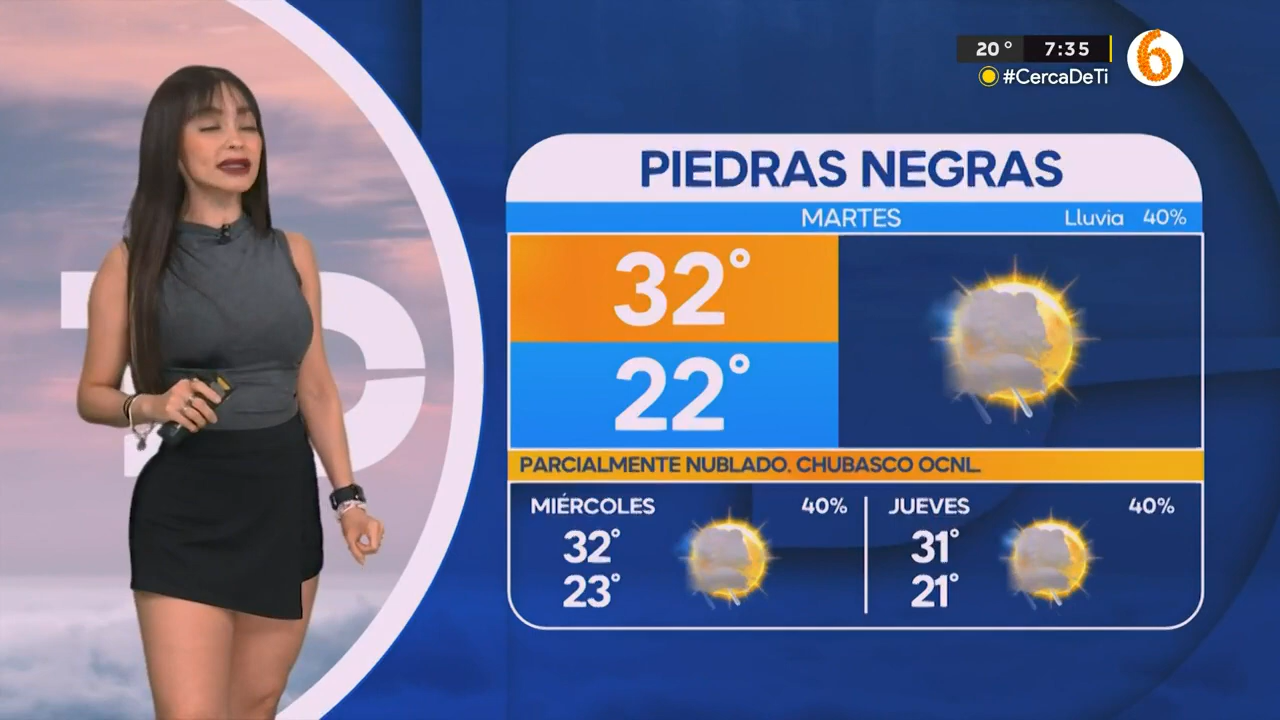 20° 7:35
#CercaDeTi
6
PIEDRAS NEGRAS
MARTES Lluvia 40%
32°
22°
PARCIALMENTE NUBLADO. CHUBASCO OCNL.
MIÉRCOLES 40%
32°
23°
JUEVES 40%
31°
21°